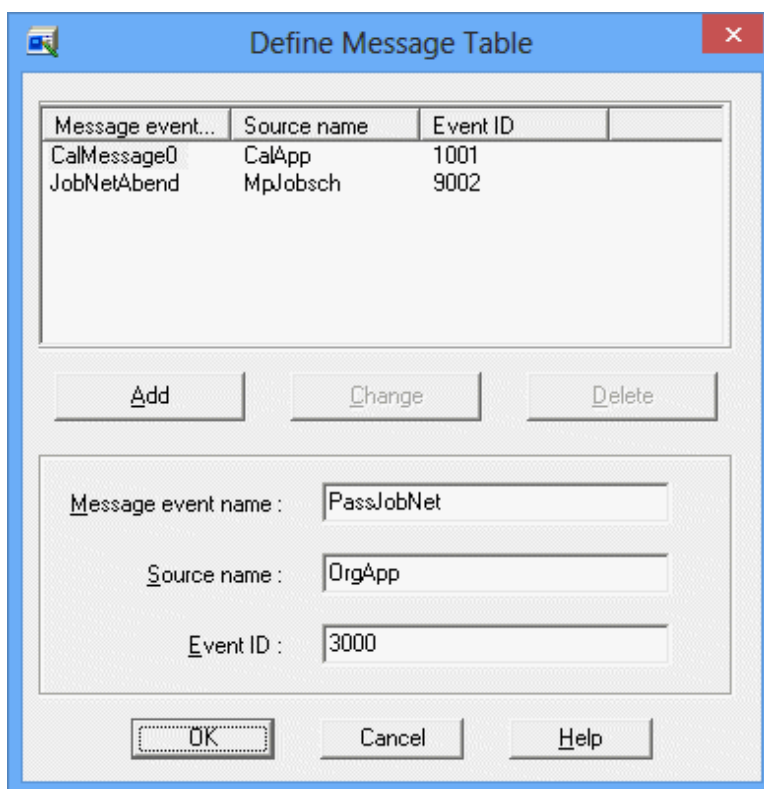 Define Message Table
Message event... Source name Event ID
CalMessage0 CalApp 1001
JobNetAbend MpJobsch 9002
Add Change Delete
Message event name : PassJobNet
Source name : OrgApp
Event ID : 3000
OK Cancel Help